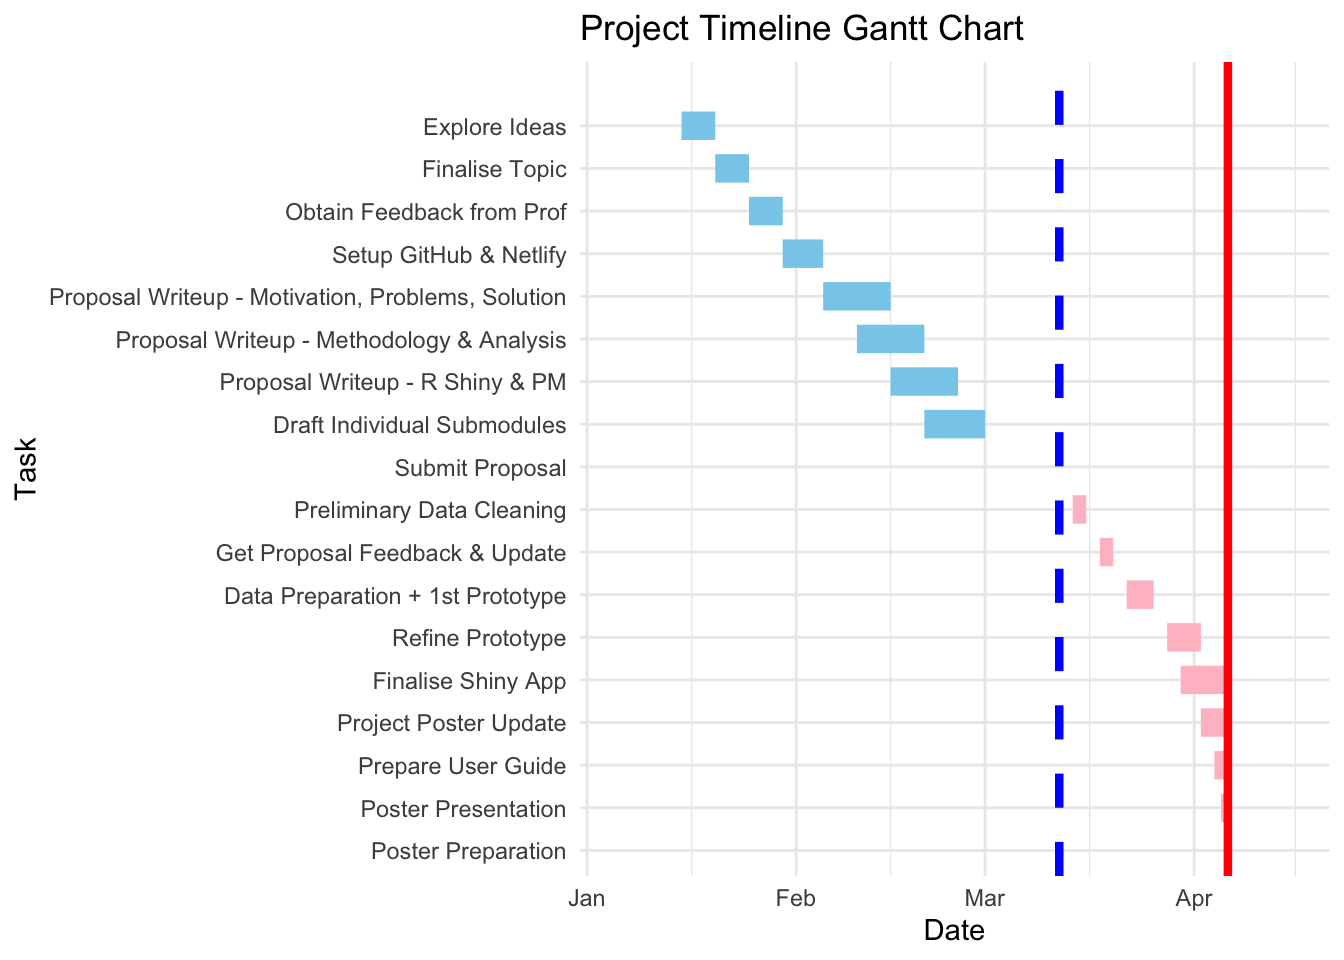 Project Timeline Gantt Chart
Explore Ideas
Finalise Topic
Obtain Feedback from Prof
Setup GitHub & Netlify
Proposal Writeup - Motivation, Problems, Solution
Proposal Writeup - Methodology & Analysis
Proposal Writeup - R Shiny & PM
Draft Individual Submodules
Submit Proposal
Preliminary Data Cleaning
Get Proposal Feedback & Update
Data Preparation + 1st Prototype
Refine Prototype
Finalise Shiny App
Project Poster Update
Prepare User Guide
Poster Presentation
Poster Preparation
Task
Jan Feb Mar Apr
Date